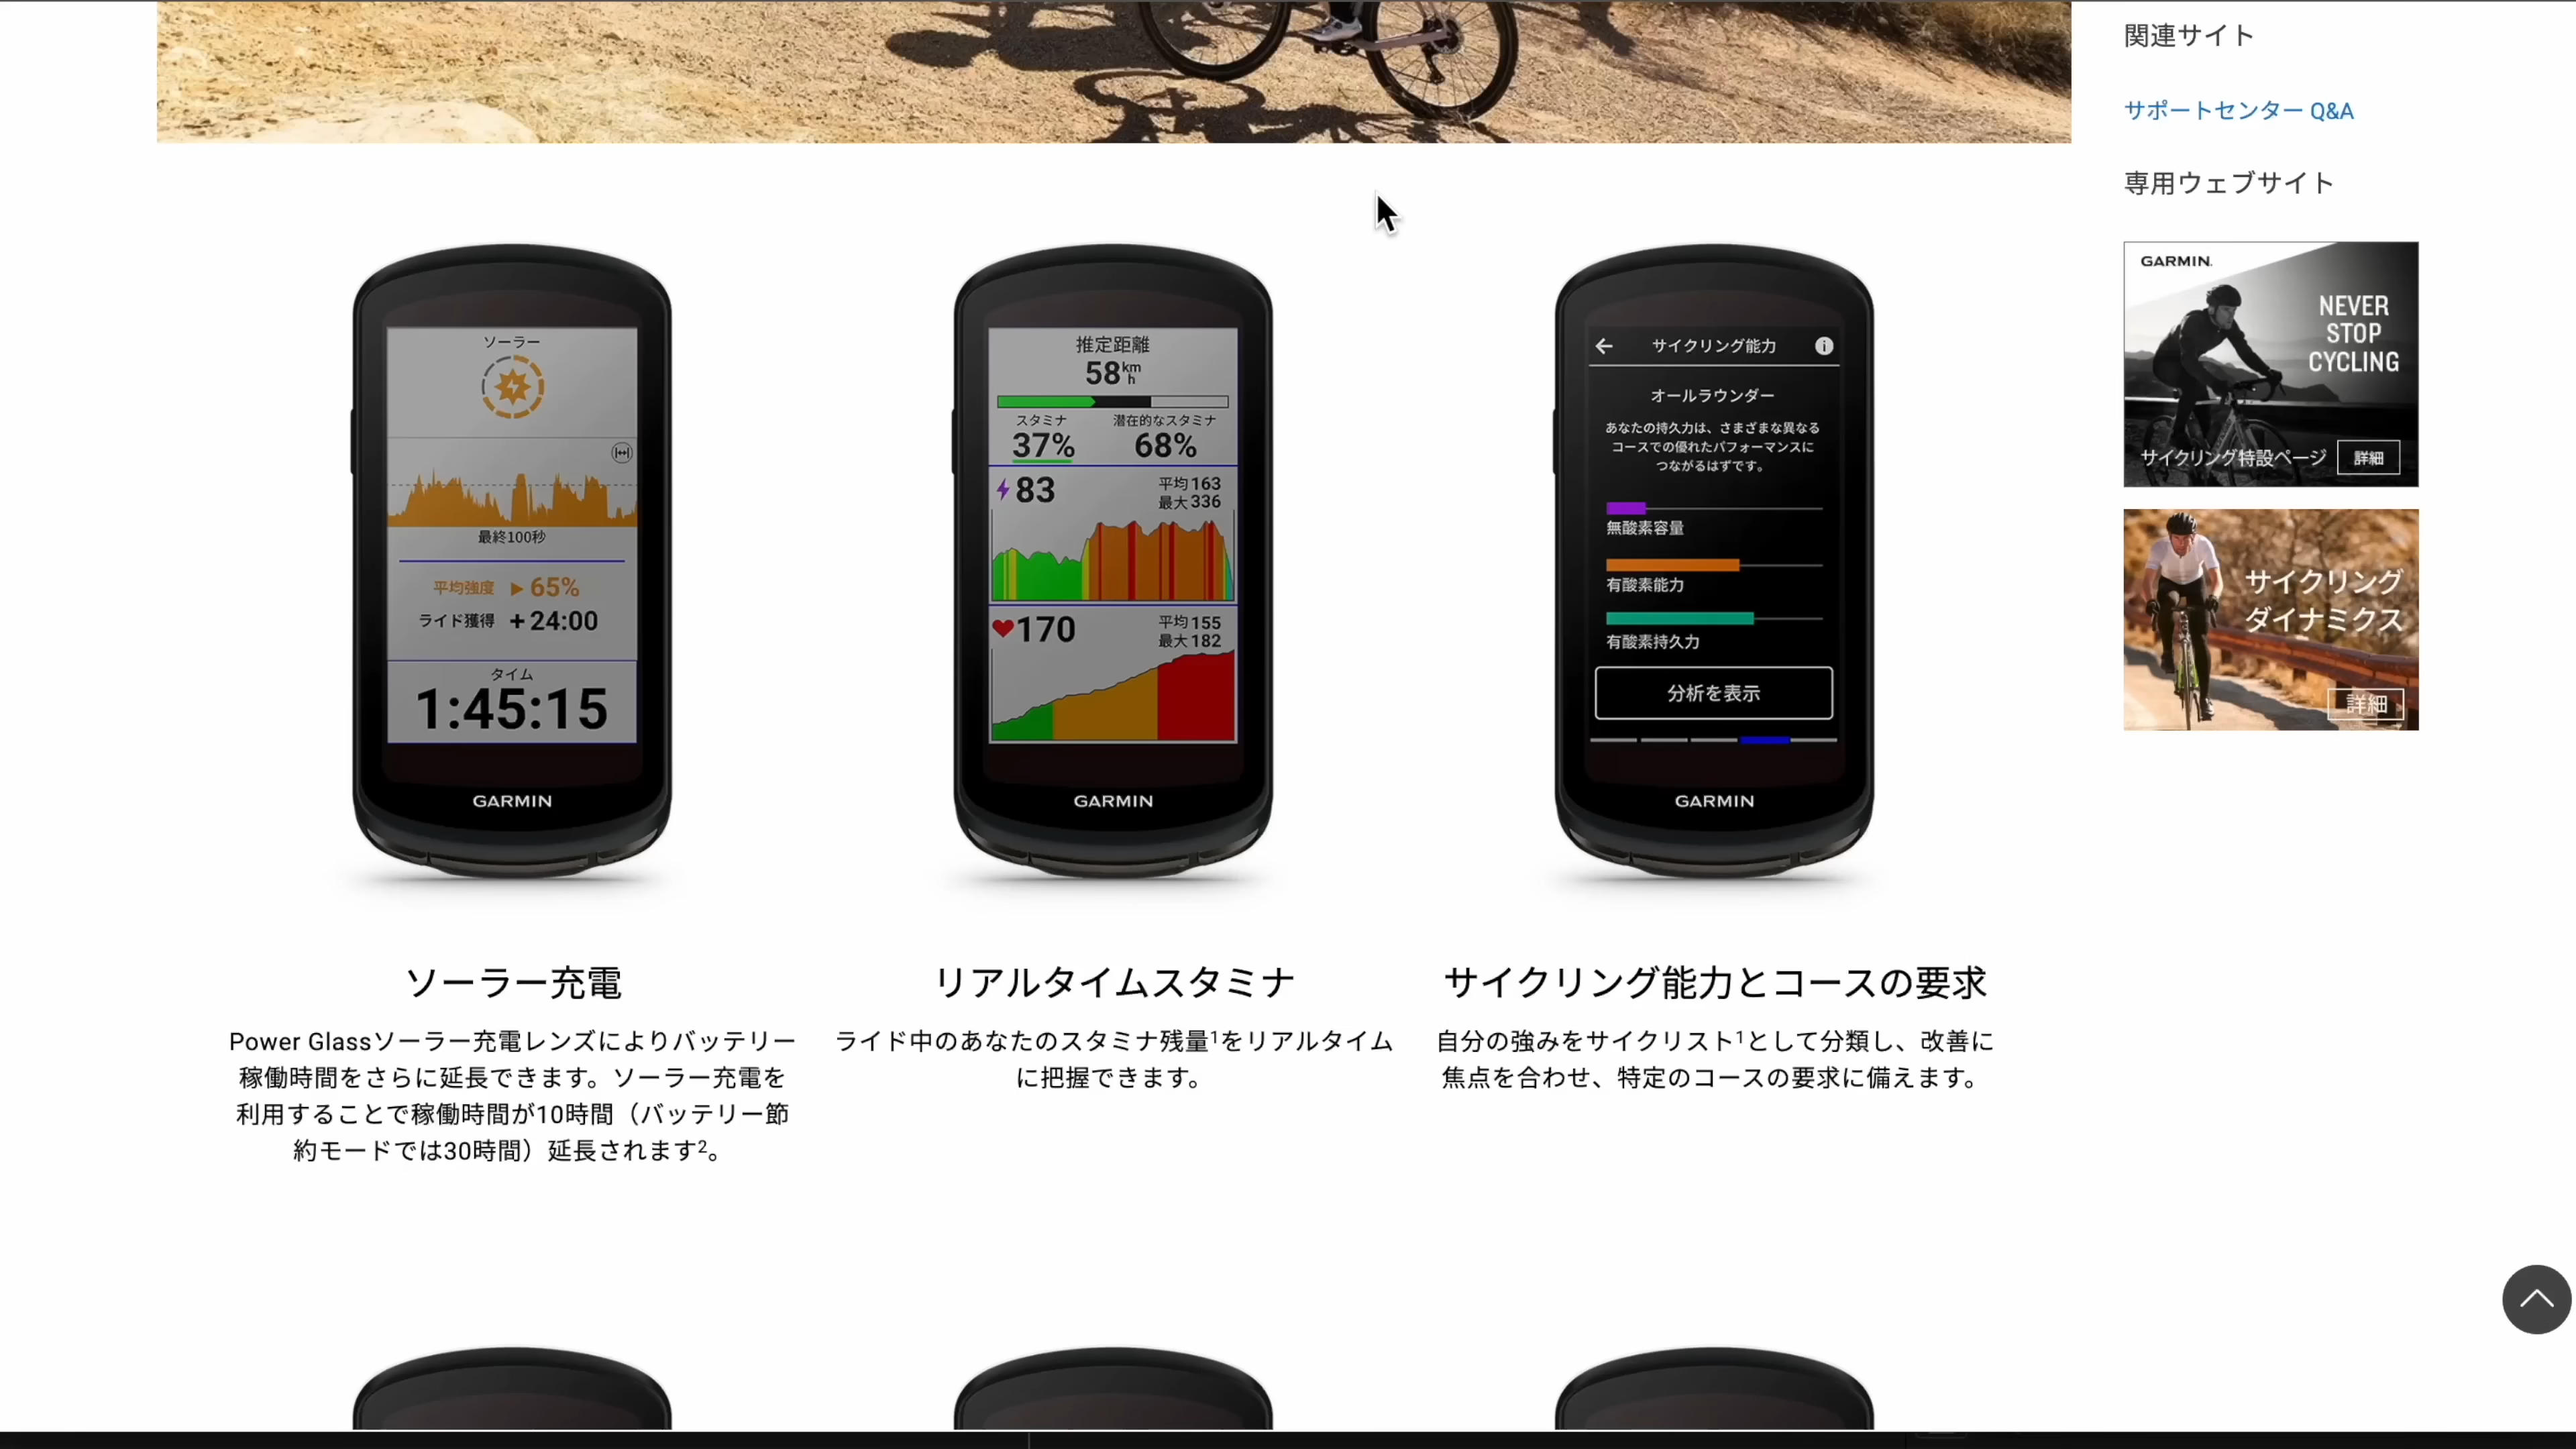 関連サイト
サポートセンター Q&A
専用ウェブサイト
GARMIN.
NEVER
STOP
CYCLING
サイクリング特設ページ
詳細
サイクリング
ダイナミクス
詳細
ソーラー
最終100秒
平均強度 ▶ 65%
ライド獲得 +24:00
タイム
1:45:15
GARMIN
推定距離
58 km h
スタミナ 潜在的なスタミナ
37% 68%
83 平均163
最大336
170 平均155
最大182
GARMIN
サイクリング能力
オールラウンダー
あなたの持久力は、さまざまな異なる
コースでの優れたパフォーマンスに
つながるはずです。
無酸素容量
有酸素能力
有酸素持久力
分析を表示
GARMIN
ソーラー充電
Power Glassソーラー充電レンズによりバッテリー
稼働時間をさらに延長できます。ソーラー充電を
利用することで稼働時間が10時間（バッテリー節
約モードでは30時間）延長されます²。
リアルタイムスタミナ
ライド中のあなたのスタミナ残量¹をリアルタイム
に把握できます。
サイクリング能力とコースの要求
自分の強みをサイクリスト¹として分類し、改善に
焦点を合わせ、特定のコースの要求に備えます。